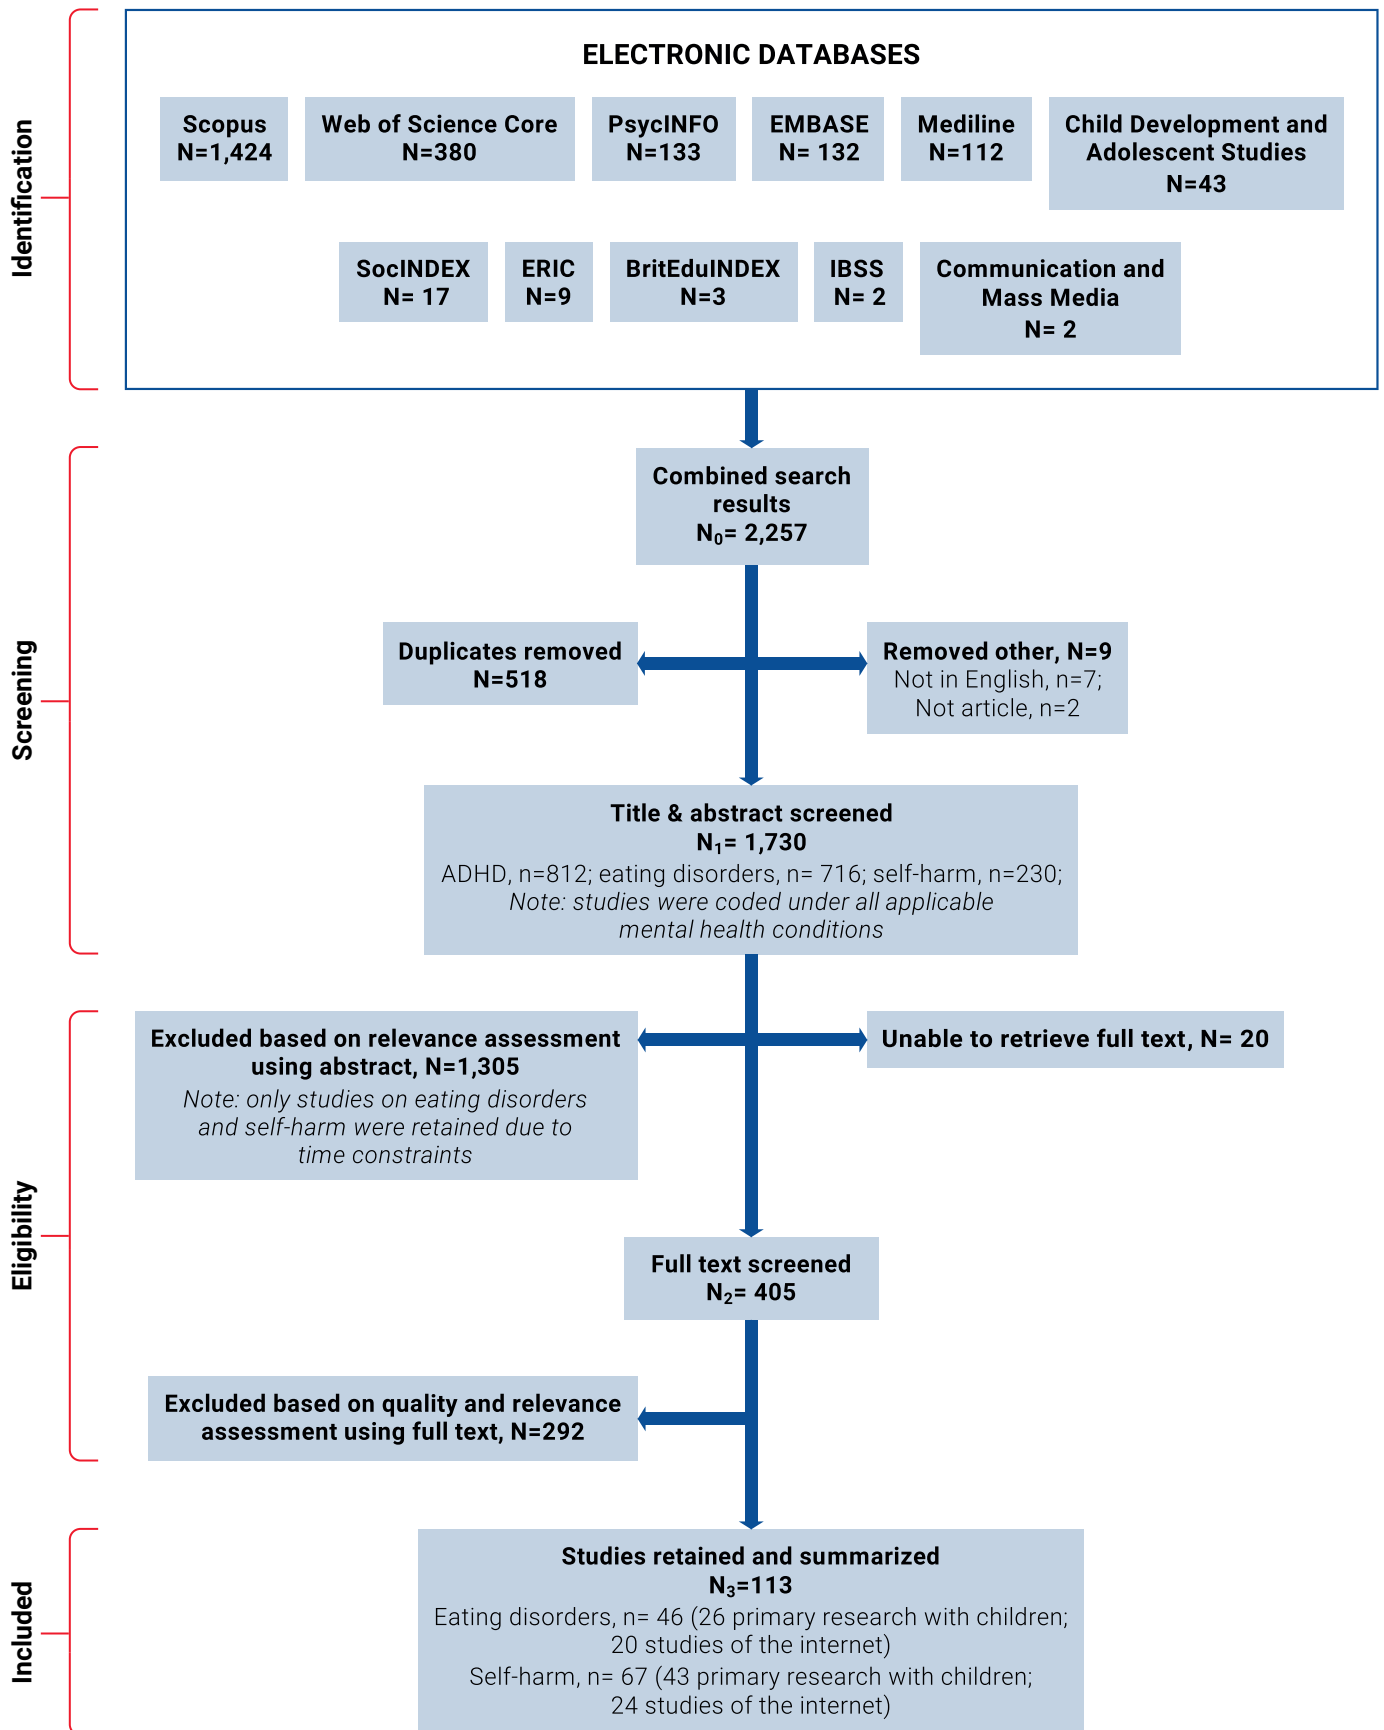 Identification
ELECTRONIC DATABASES
Scopus
N=1,424
Web of Science Core
N=380
PsycINFO
N=133
EMBASE
N= 132
Mediline
N=112
Child Development and
Adolescent Studies
N=43
SocINDEX
N= 17
ERIC
N=9
BritEduINDEX
N=3
IBSS
N= 2
Communication and
Mass Media
N= 2
Screening
Combined search
results
N₀= 2,257
Duplicates removed
N=518
Removed other, N=9
Not in English, n=7;
Not article, n=2
Title & abstract screened
N₁= 1,730
ADHD, n=812; eating disorders, n= 716; self-harm, n=230;
Note: studies were coded under all applicable
mental health conditions
Eligibility
Excluded based on relevance assessment
using abstract, N=1,305
Note: only studies on eating disorders
and self-harm were retained due to
time constraints
Unable to retrieve full text, N= 20
Full text screened
N₂= 405
Excluded based on quality and relevance
assessment using full text, N=292
Included
Studies retained and summarized
N₃=113
Eating disorders, n= 46 (26 primary research with children;
20 studies of the internet)
Self-harm, n= 67 (43 primary research with children;
24 studies of the internet)